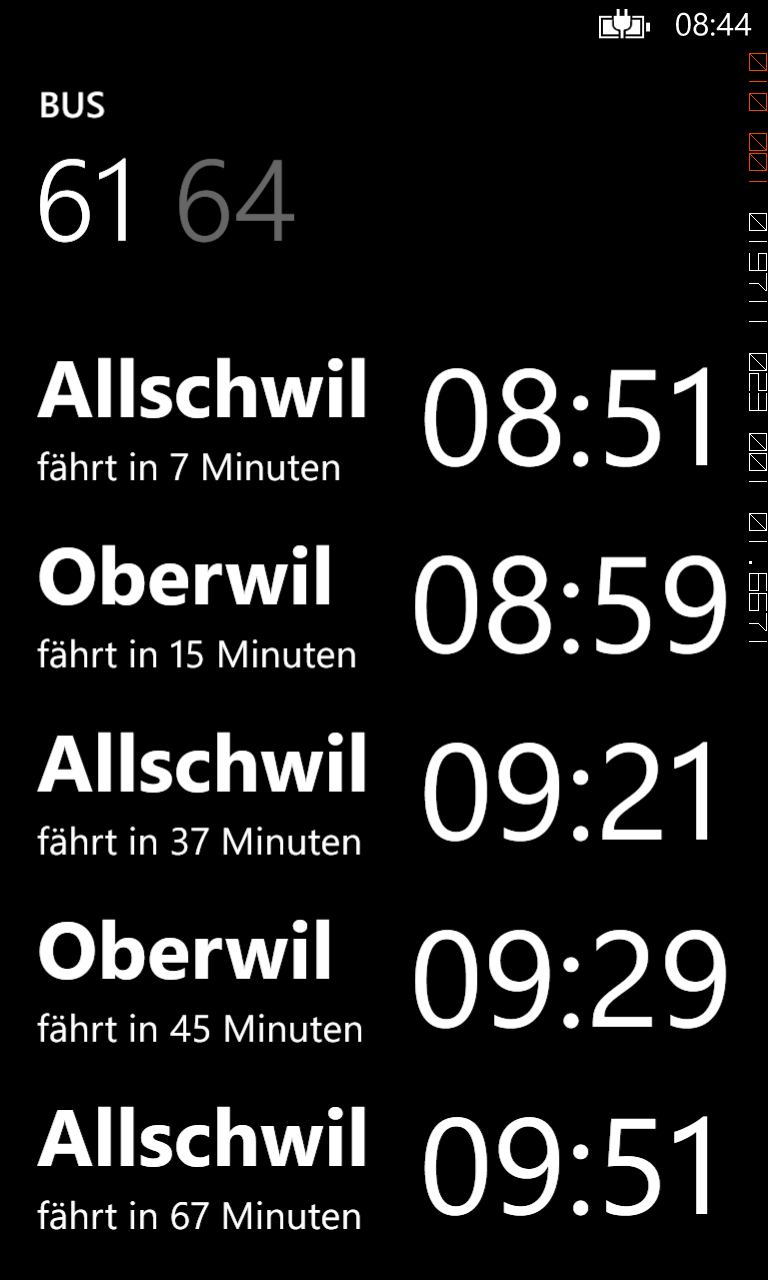 08:44
BUS
61 64
Allschwil 08:51
fährt in 7 Minuten
Oberwil 08:59
fährt in 15 Minuten
Allschwil 09:21
fährt in 37 Minuten
Oberwil 09:29
fährt in 45 Minuten
Allschwil 09:51
fährt in 67 Minuten